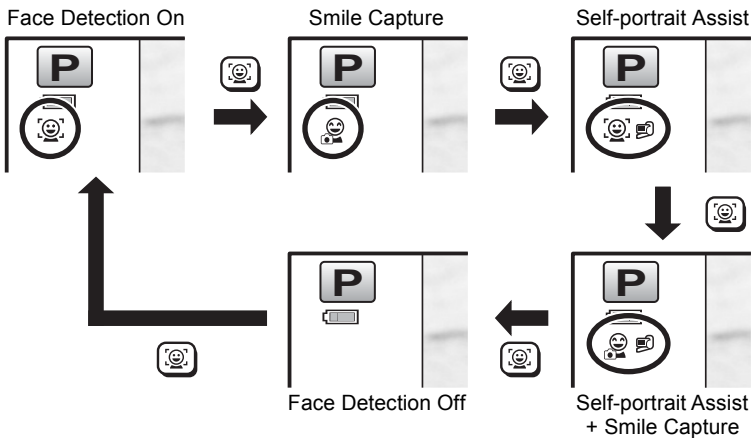 Face Detection On
Smile Capture
Self-portrait Assist
P
P
P
P
P
Face Detection Off
Self-portrait Assist
+ Smile Capture